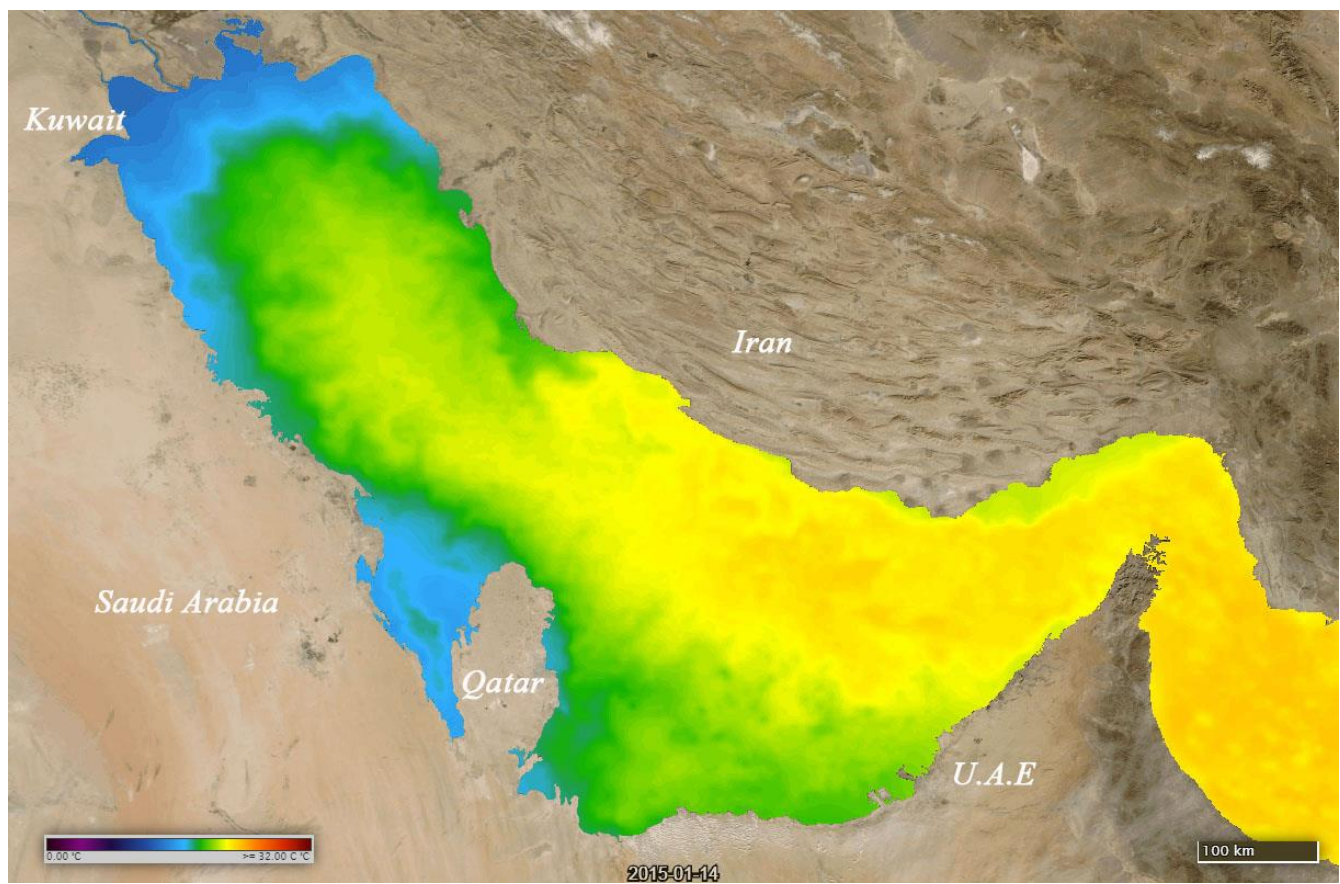 Kuwait
Iran
Saudi Arabia
Qatar
U.A.E
0.00 °C
>= 32.00 C °C
2015-01-14
100 km